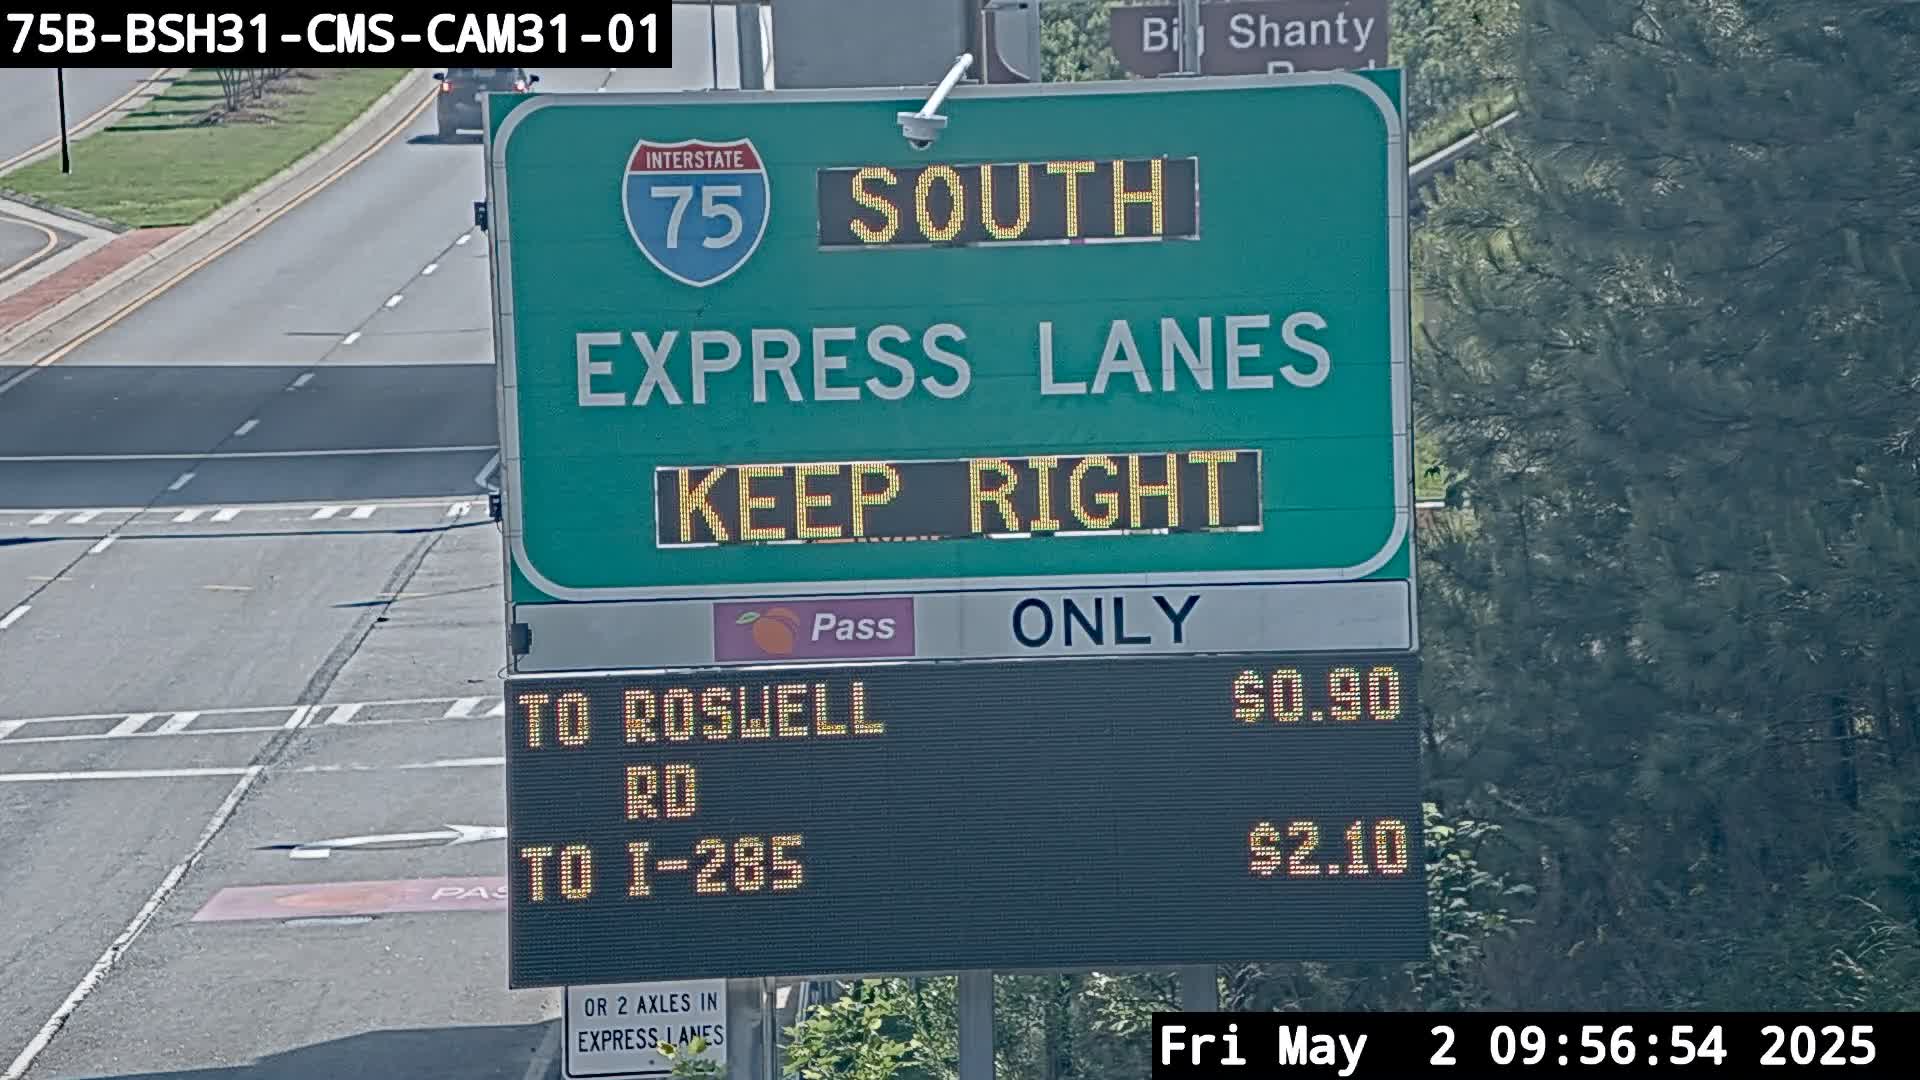 75B-BSH31-CMS-CAM31-01
Big Shanty
Road
INTERSTATE
75
SOUTH
EXPRESS LANES
KEEP RIGHT
Pass ONLY
TO ROSWELL $0.90
RD
TO I-285 $2.10
PAS
OR 2 AXLES IN
EXPRESS LANES
Fri May 2 09:56:54 2025